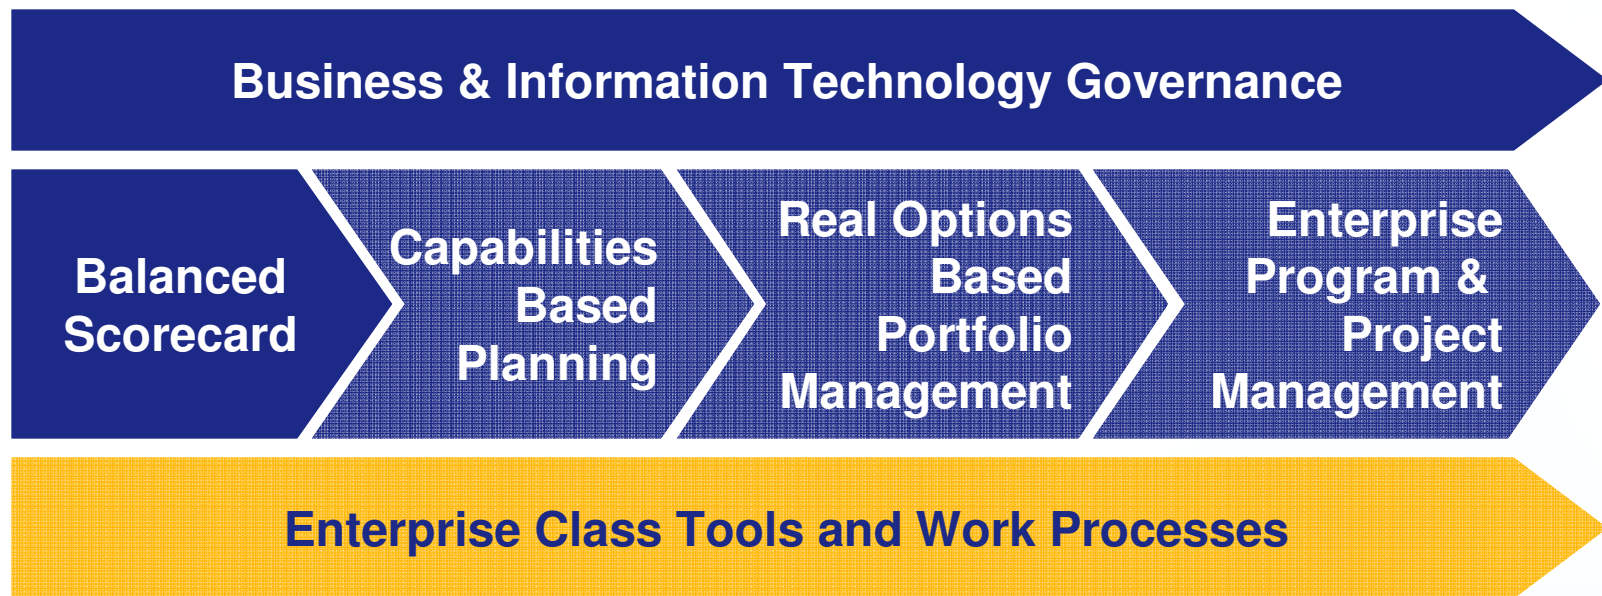 Business & Information Technology Governance
Balanced
Scorecard
Capabilities
Based
Planning
Real Options
Based
Portfolio
Management
Enterprise
Program &
Project
Management
Enterprise Class Tools and Work Processes